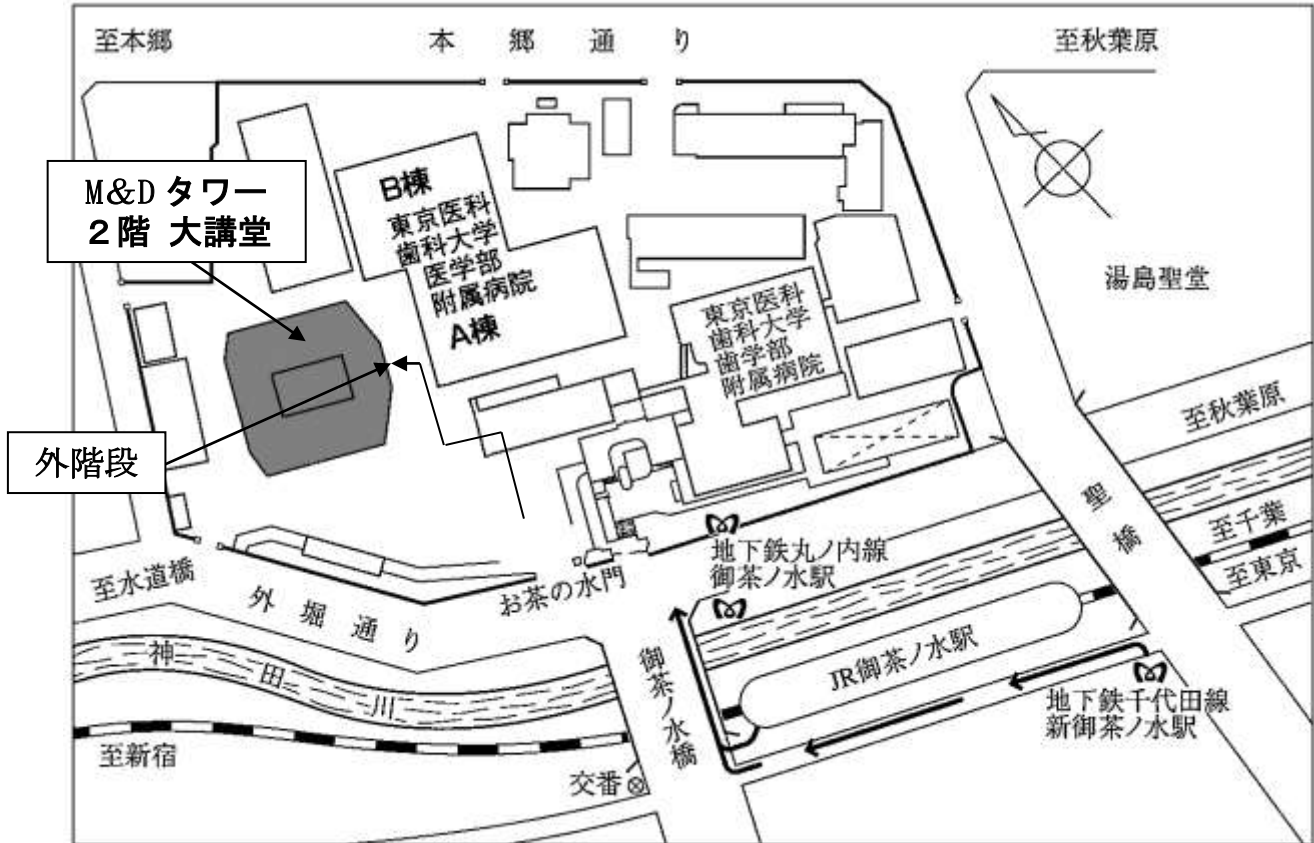 至本郷
本郷通り
至秋葉原
M&D タワー
２階 大講堂
B棟
東京医科
歯科大学
医学部
附属病院
A棟
東京医科
歯科大学
歯学部
附属病院
湯島聖堂
外階段
至秋葉原
聖橋
至千葉
至東京
地下鉄丸ノ内線
御茶ノ水駅
お茶の水門
至水道橋
外堀通り
神田川
御茶ノ水橋
JR御茶ノ水駅
地下鉄千代田線
新御茶ノ水駅
至新宿
交番